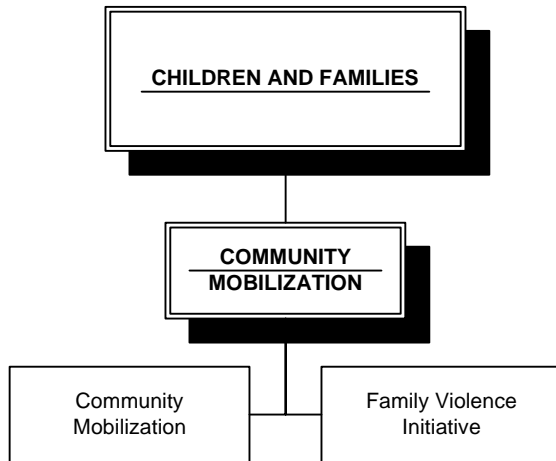 CHILDREN AND FAMILIES
COMMUNITY
MOBILIZATION
Community
Mobilization
Family Violence
Initiative